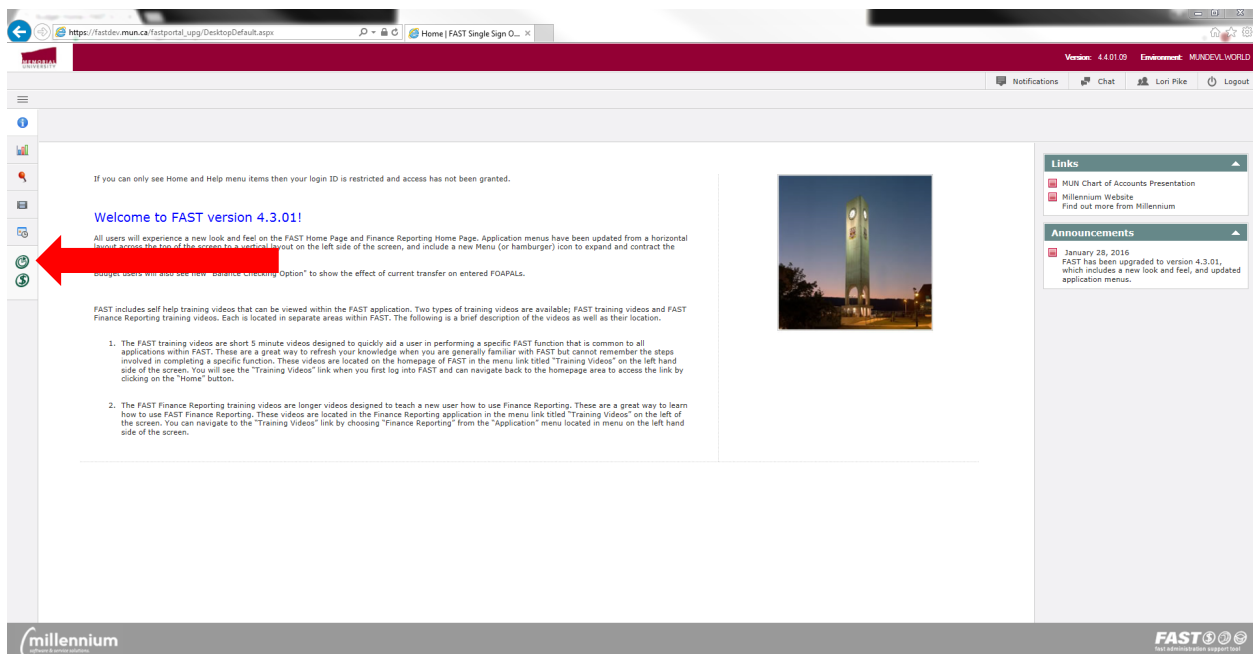 https://fastdev.mun.ca/fastportal_upg/DesktopDefault.aspx
Home | FAST Single Sign O...
MEMORIAL
UNIVERSITY
Version: 4.4.01.09 Environment: MUNDEVL.WORLD
Notifications Chat Lori Pike Logout
If you can only see Home and Help menu items then your login ID is restricted and access has not been granted.
Welcome to FAST version 4.3.01!
All users will experience a new look and feel on the FAST Home Page and Finance Reporting Home Page. Application menus have been updated from a horizontal
layout across the top of the screen to a vertical layout on the left side of the screen, and include a new Menu (or hamburger) icon to expand and contract the
Budget users will also see new "Balance Checking Option" to show the effect of current transfer on entered FOAPALs.
FAST includes self help training videos that can be viewed within the FAST application. Two types of training videos are available; FAST training videos and FAST
Finance Reporting training videos. Each is located in separate areas within FAST. The following is a brief description of the videos as well as their location.
1. The FAST training videos are short 5 minute videos designed to quickly aid a user in performing a specific FAST function that is common to all
applications within FAST. These are a great way to refresh your knowledge when you are generally familiar with FAST but cannot remember the steps
involved in completing a specific function. These videos are located on the homepage of FAST in the menu link titled "Training Videos" on the left hand
side of the screen. You will see the "Training Videos" link when you first log into FAST and can navigate back to the homepage area to access the link by
clicking on the "Home" button.
2. The FAST Finance Reporting training videos are longer videos designed to teach a new user how to use Finance Reporting. These are a great way to learn
how to use FAST Finance Reporting. These videos are located in the Finance Reporting application in the menu link titled "Training Videos" on the left of
the screen. You can navigate to the "Training Videos" link by choosing "Finance Reporting" from the "Application" menu located in menu on the left hand
side of the screen.
Links
MUN Chart of Accounts Presentation
Millennium Website
Find out more from Millennium
Announcements
January 28, 2016
FAST has been upgraded to version 4.3.01,
which includes a new look and feel, and updated
application menus.
millennium
software & service solutions
FAST
fast administration support tool